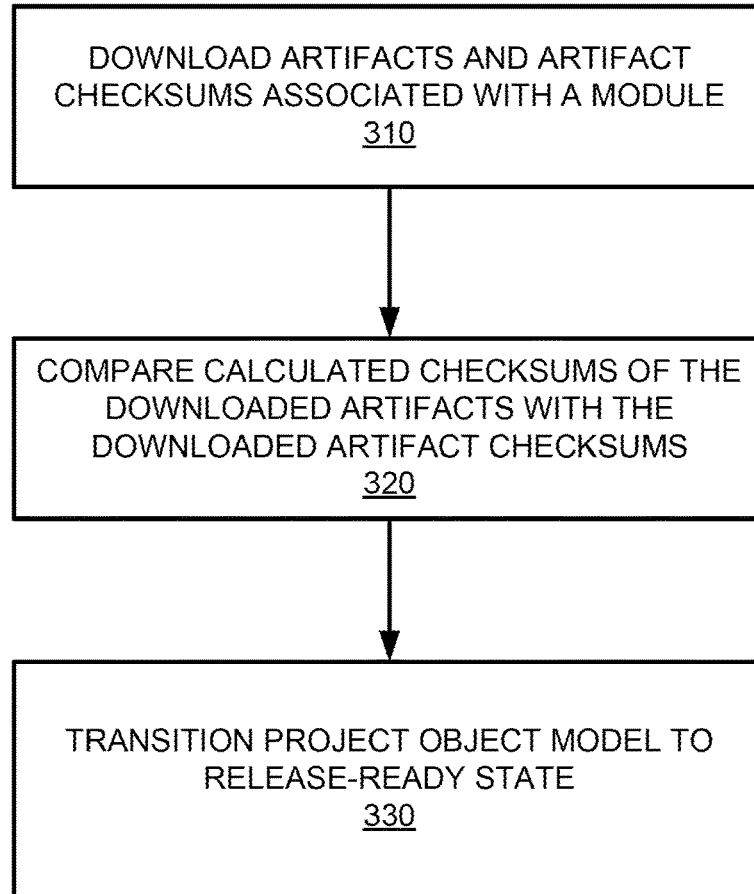 DOWNLOAD ARTIFACTS AND ARTIFACT
CHECKSUMS ASSOCIATED WITH A MODULE
310
COMPARE CALCULATED CHECKSUMS OF THE
DOWNLOADED ARTIFACTS WITH THE
DOWNLOADED ARTIFACT CHECKSUMS
320
TRANSITION PROJECT OBJECT MODEL TO
RELEASE-READY STATE
330